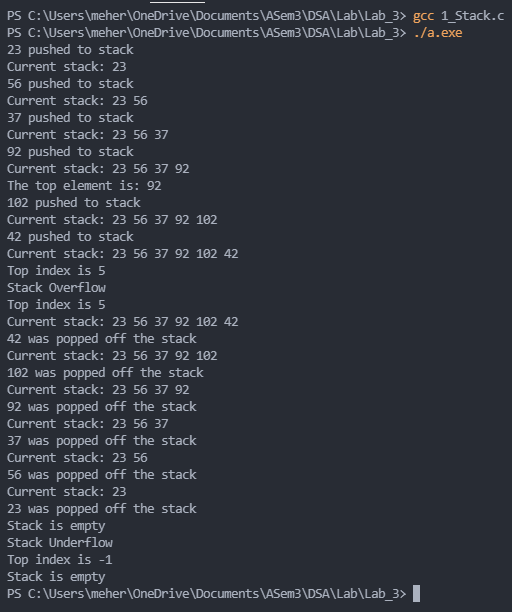 PS C:\Users\meher\OneDrive\Documents\ASem3\DSA\Lab\Lab_3> gcc 1_Stack.c
PS C:\Users\meher\OneDrive\Documents\ASem3\DSA\Lab\Lab_3> ./a.exe
23 pushed to stack
Current stack: 23
56 pushed to stack
Current stack: 23 56
37 pushed to stack
Current stack: 23 56 37
92 pushed to stack
Current stack: 23 56 37 92
The top element is: 92
102 pushed to stack
Current stack: 23 56 37 92 102
42 pushed to stack
Current stack: 23 56 37 92 102 42
Top index is 5
Stack Overflow
Top index is 5
Current stack: 23 56 37 92 102 42
42 was popped off the stack
Current stack: 23 56 37 92 102
102 was popped off the stack
Current stack: 23 56 37 92
92 was popped off the stack
Current stack: 23 56 37
37 was popped off the stack
Current stack: 23 56
56 was popped off the stack
Current stack: 23
23 was popped off the stack
Stack is empty
Stack Underflow
Top index is -1
Stack is empty
PS C:\Users\meher\OneDrive\Documents\ASem3\DSA\Lab\Lab_3>